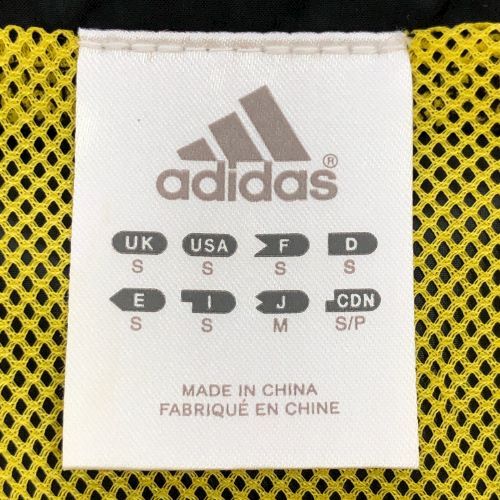 adidas®
UK USA F D
S S S S
E I J CDN
S S M S/P
MADE IN CHINA
FABRIQUÉ EN CHINE